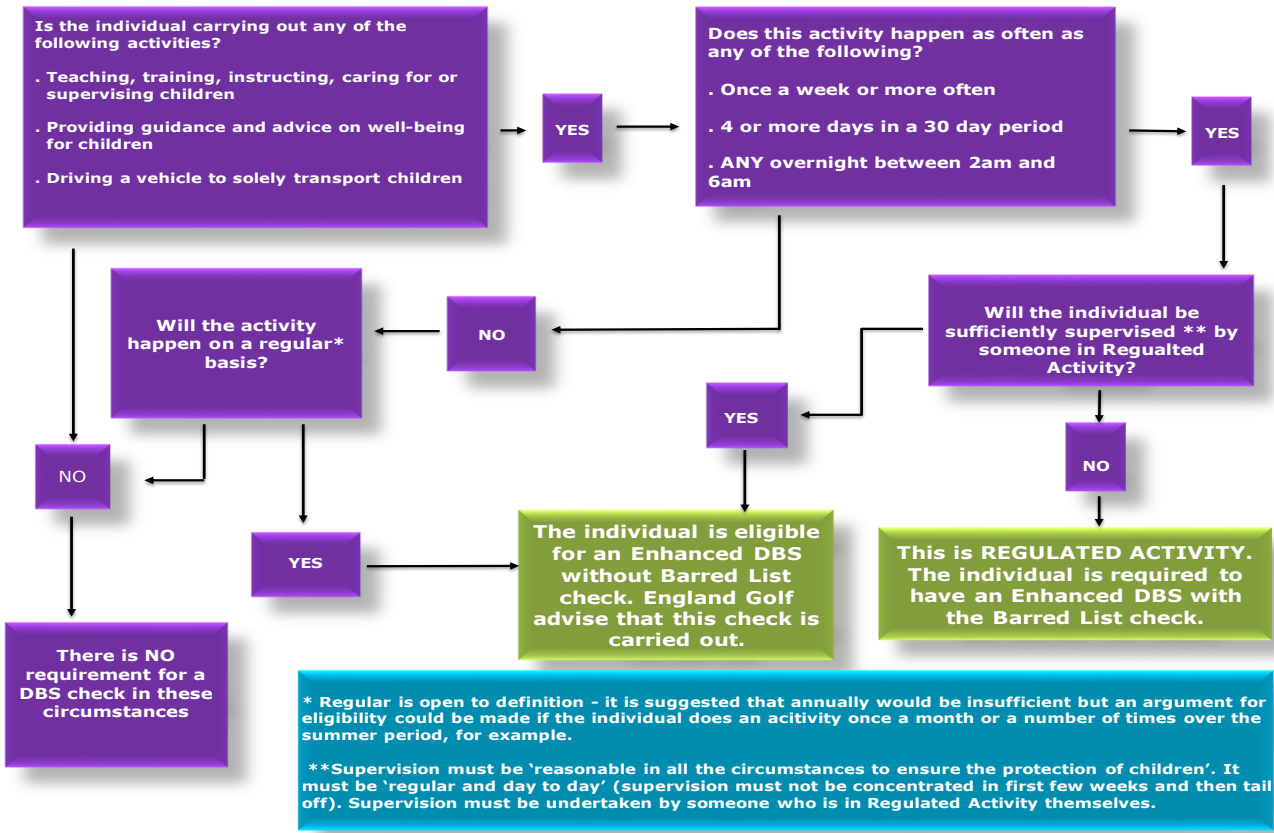 Is the individual carrying out any of the
following activities?
. Teaching, training, instructing, caring for or
supervising children
. Providing guidance and advice on well-being
for children
. Driving a vehicle to solely transport children
YES
Does this activity happen as often as
any of the following?
. Once a week or more often
. 4 or more days in a 30 day period
. ANY overnight between 2am and
6am
YES
Will the activity
happen on a regular*
basis?
NO
Will the individual be
sufficiently supervised ** by
someone in Regualted
Activity?
YES
NO
NO
YES
The individual is eligible
for an Enhanced DBS
without Barred List
check. England Golf
advise that this check is
carried out.
This is REGULATED ACTIVITY.
The individual is required to
have an Enhanced DBS with
the Barred List check.
There is NO
requirement for a
DBS check in these
circumstances
* Regular is open to definition - it is suggested that annually would be insufficient but an argument for
eligibility could be made if the individual does an acitivity once a month or a number of times over the
summer period, for example.
**Supervision must be ‘reasonable in all the circumstances to ensure the protection of children’. It
must be ‘regular and day to day’ (supervision must not be concentrated in first few weeks and then tail
off). Supervision must be undertaken by someone who is in Regulated Activity themselves.